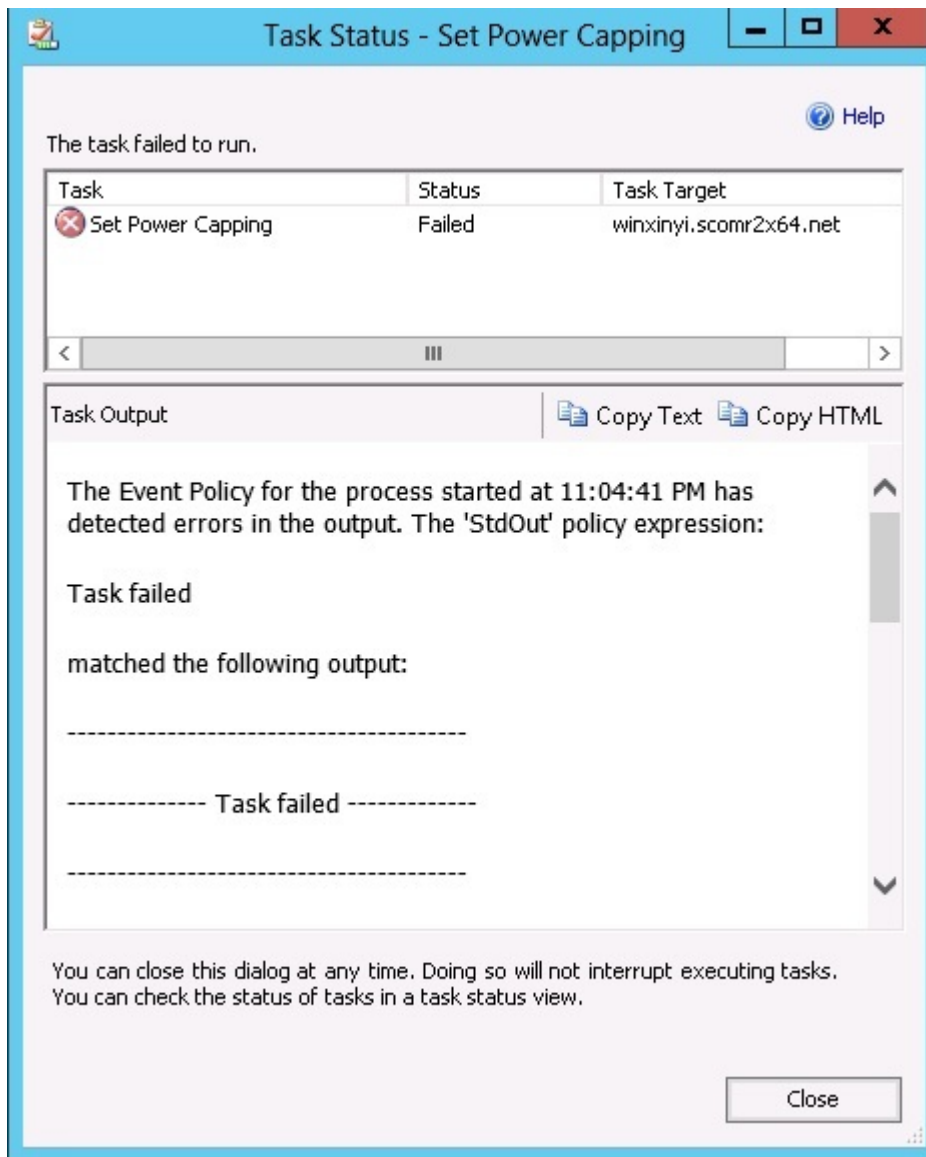 Task Status - Set Power Capping
Help
The task failed to run.
Task Status Task Target
Set Power Capping Failed winxinyi.scomr2x64.net
Task Output Copy Text Copy HTML
The Event Policy for the process started at 11:04:41 PM has
detected errors in the output. The 'StdOut' policy expression:
Task failed
matched the following output:
----------------------------------------
-------------- Task failed -------------
----------------------------------------
You can close this dialog at any time. Doing so will not interrupt executing tasks.
You can check the status of tasks in a task status view.
Close